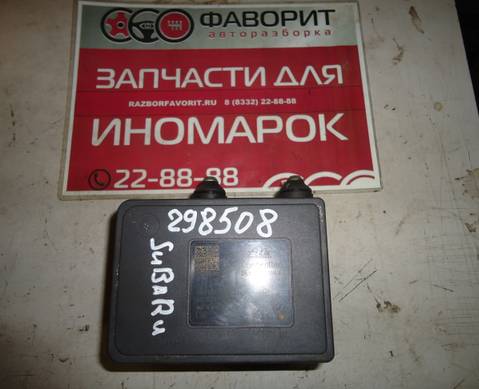 ФАВОРИТ
авторазборка
ЗАПЧАСТИ ДЛЯ
RAZBORFAVORIT.RU 8 (8332) 22-88-88
ИНОМАРОК
22-88-88
298508
SuBaRu